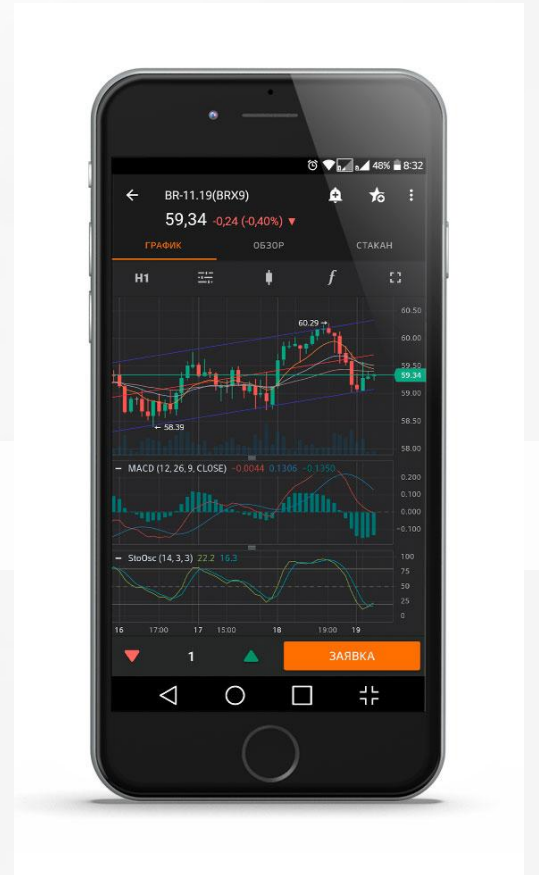 48% 8:32
BR-11.19(BRX9)
59,34 -0,24 (-0,40%) ▼
ГРАФИК ОБЗОР СТАКАН
H1 f
60.50
60.29 →
60.00
59.50
59.34
59.00
58.50
← 58.39
58.00
– MACD (12, 26, 9, CLOSE) -0.0044 0.1306 -0.1350
0.200
0.100
0.000
-0.100
– StoOsc (14, 3, 3) 22.2 16.3
100
75
50
25
0
16 17:00 17 15:00 18 19:00 19
1 ЗАЯВКА